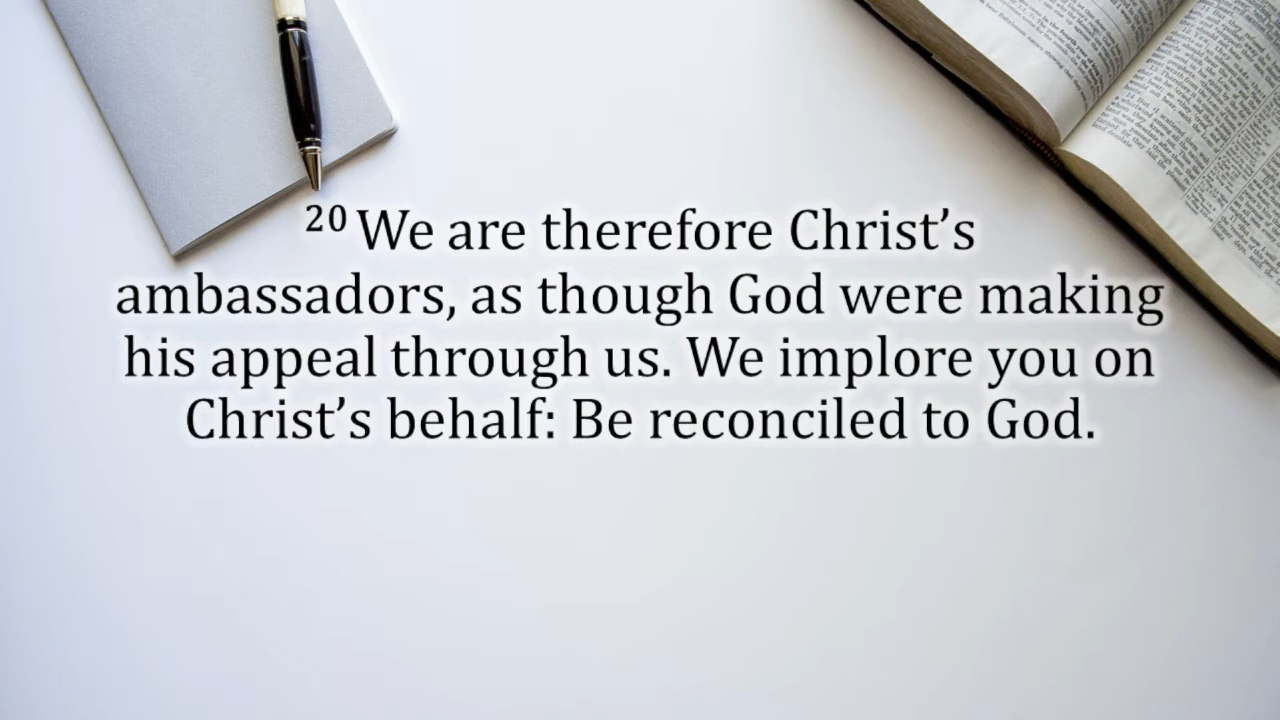 20 We are therefore Christ’s
ambassadors, as though God were making
his appeal through us. We implore you on
Christ’s behalf: Be reconciled to God.